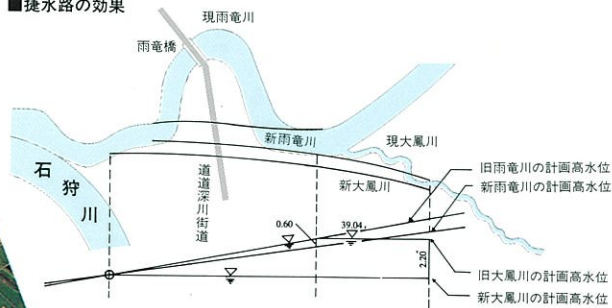 ■捷水路の効果
現雨竜川
雨竜橋
新雨竜川
現大鳳川
石狩川
道道深川街道
新大鳳川
旧雨竜川の計画高水位
新雨竜川の計画高水位
0.60
39.04
2.20
旧大鳳川の計画高水位
新大鳳川の計画高水位